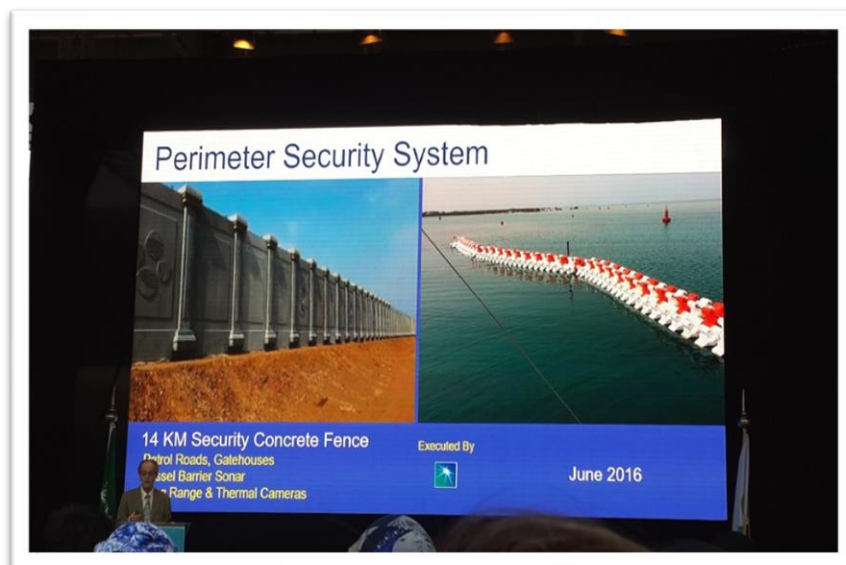 Perimeter Security System
14 KM Security Concrete Fence
Patrol Roads, Gatehouses
Vessel Barrier Sonar
Range & Thermal Cameras
Executed By
June 2016